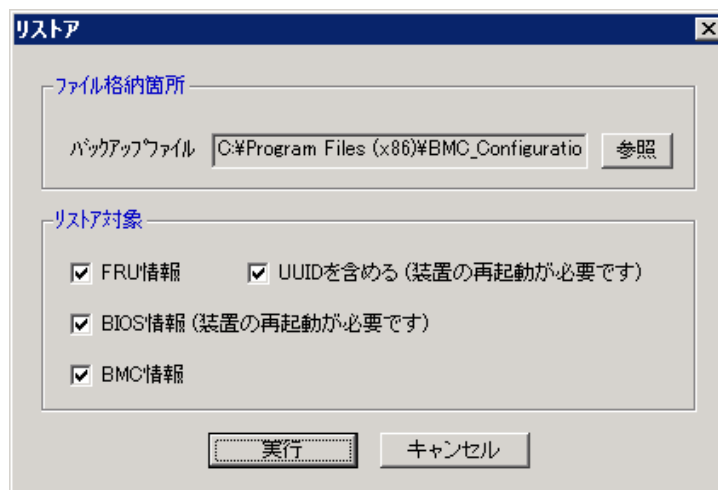 リストア
ファイル格納箇所
バックアップファイル C:¥Program Files (x86)¥BMC_Configuratio 参照
リストア対象
FRU情報 UUIDを含める (装置の再起動が必要です)
BIOS情報 (装置の再起動が必要です)
BMC情報
実行 キャンセル